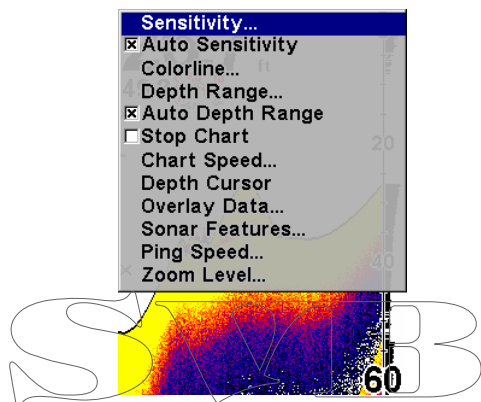 Sensitivity...
Auto Sensitivity
Colorline...
ft
Depth Range...
Auto Depth Range
Stop Chart
20
Chart Speed...
Depth Cursor
Overlay Data...
Sonar Features...
Ping Speed...
40
Zoom Level...
60